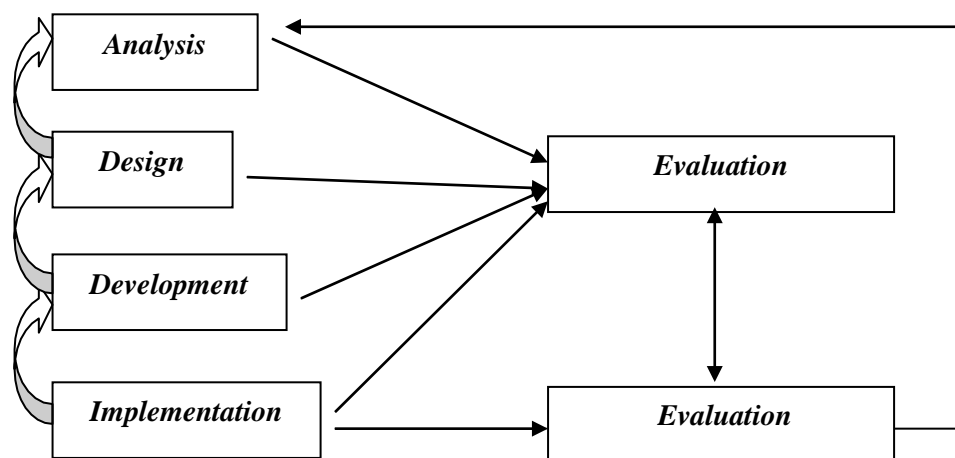 Analysis
Design
Evaluation
Development
Implementation
Evaluation